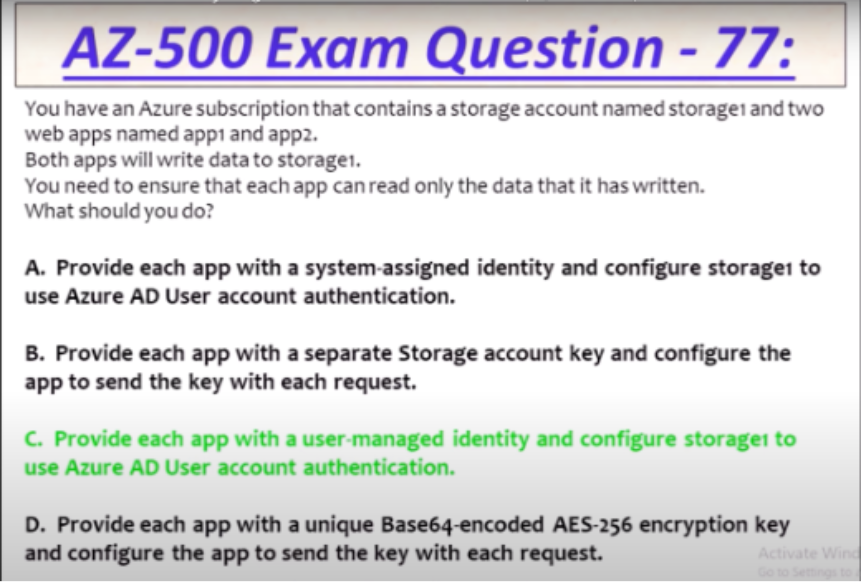 AZ-500 Exam Question - 77:
You have an Azure subscription that contains a storage account named storage1 and two
web apps named app1 and app2.
Both apps will write data to storage1.
You need to ensure that each app can read only the data that it has written.
What should you do?
A. Provide each app with a system-assigned identity and configure storage1 to
use Azure AD User account authentication.
B. Provide each app with a separate Storage account key and configure the
app to send the key with each request.
C. Provide each app with a user-managed identity and configure storage1 to
use Azure AD User account authentication.
D. Provide each app with a unique Base64-encoded AES-256 encryption key
and configure the app to send the key with each request.
Activate Wind
Go to Settings to